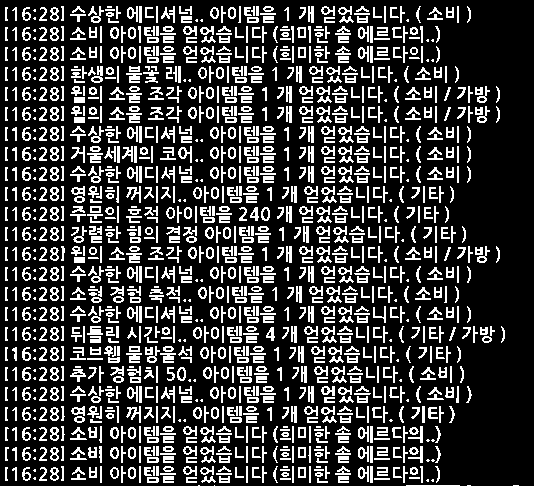 [16:28] 수상한 에디셔널.. 아이템을 1 개 얻었습니다. ( 소비 )
[16:28] 소비 아이템을 얻었습니다 (희미한 솔 에르다의..)
[16:28] 소비 아이템을 얻었습니다 (희미한 솔 에르다의..)
[16:28] 환생의 불꽃 레.. 아이템을 1 개 얻었습니다. ( 소비 )
[16:28] 윌의 소울 조각 아이템을 1 개 얻었습니다. ( 소비 / 가방 )
[16:28] 윌의 소울 조각 아이템을 1 개 얻었습니다. ( 소비 / 가방 )
[16:28] 수상한 에디셔널.. 아이템을 1 개 얻었습니다. ( 소비 )
[16:28] 거울세계의 코어.. 아이템을 1 개 얻었습니다. ( 소비 )
[16:28] 수상한 에디셔널.. 아이템을 1 개 얻었습니다. ( 소비 )
[16:28] 영원히 꺼지지.. 아이템을 1 개 얻었습니다. ( 기타 )
[16:28] 주문의 흔적 아이템을 240 개 얻었습니다. ( 기타 )
[16:28] 강렬한 힘의 결정 아이템을 1 개 얻었습니다. ( 기타 )
[16:28] 윌의 소울 조각 아이템을 1 개 얻었습니다. ( 소비 / 가방 )
[16:28] 수상한 에디셔널.. 아이템을 1 개 얻었습니다. ( 소비 )
[16:28] 소형 경험 축적.. 아이템을 1 개 얻었습니다. ( 소비 )
[16:28] 수상한 에디셔널.. 아이템을 1 개 얻었습니다. ( 소비 )
[16:28] 뒤틀린 시간의.. 아이템을 4 개 얻었습니다. ( 기타 / 가방 )
[16:28] 코브웹 물방울석 아이템을 1 개 얻었습니다. ( 기타 )
[16:28] 추가 경험치 50.. 아이템을 1 개 얻었습니다. ( 소비 )
[16:28] 수상한 에디셔널.. 아이템을 1 개 얻었습니다. ( 소비 )
[16:28] 영원히 꺼지지.. 아이템을 1 개 얻었습니다. ( 기타 )
[16:28] 소비 아이템을 얻었습니다 (희미한 솔 에르다의..)
[16:28] 소비 아이템을 얻었습니다 (희미한 솔 에르다의..)
[16:28] 소비 아이템을 얻었습니다 (희미한 솔 에르다의..)